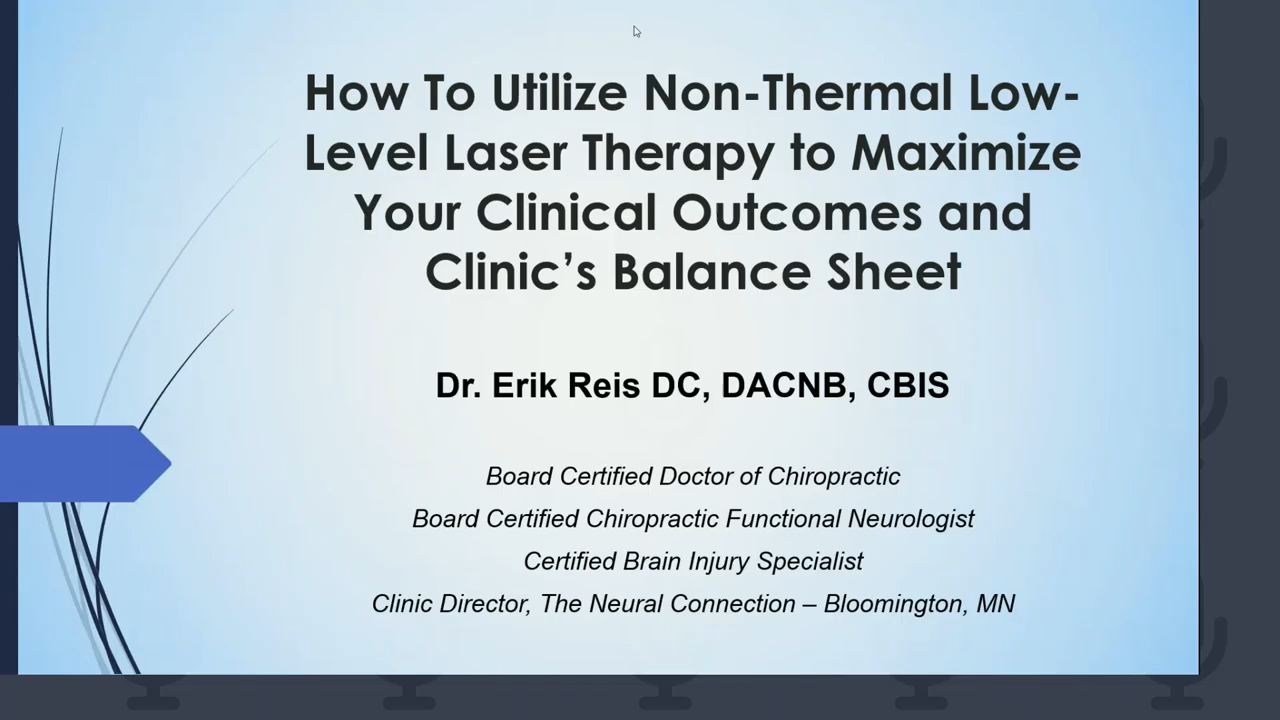 How To Utilize Non-Thermal Low-
Level Laser Therapy to Maximize
Your Clinical Outcomes and
Clinic’s Balance Sheet
Dr. Erik Reis DC, DACNB, CBIS
Board Certified Doctor of Chiropractic
Board Certified Chiropractic Functional Neurologist
Certified Brain Injury Specialist
Clinic Director, The Neural Connection – Bloomington, MN